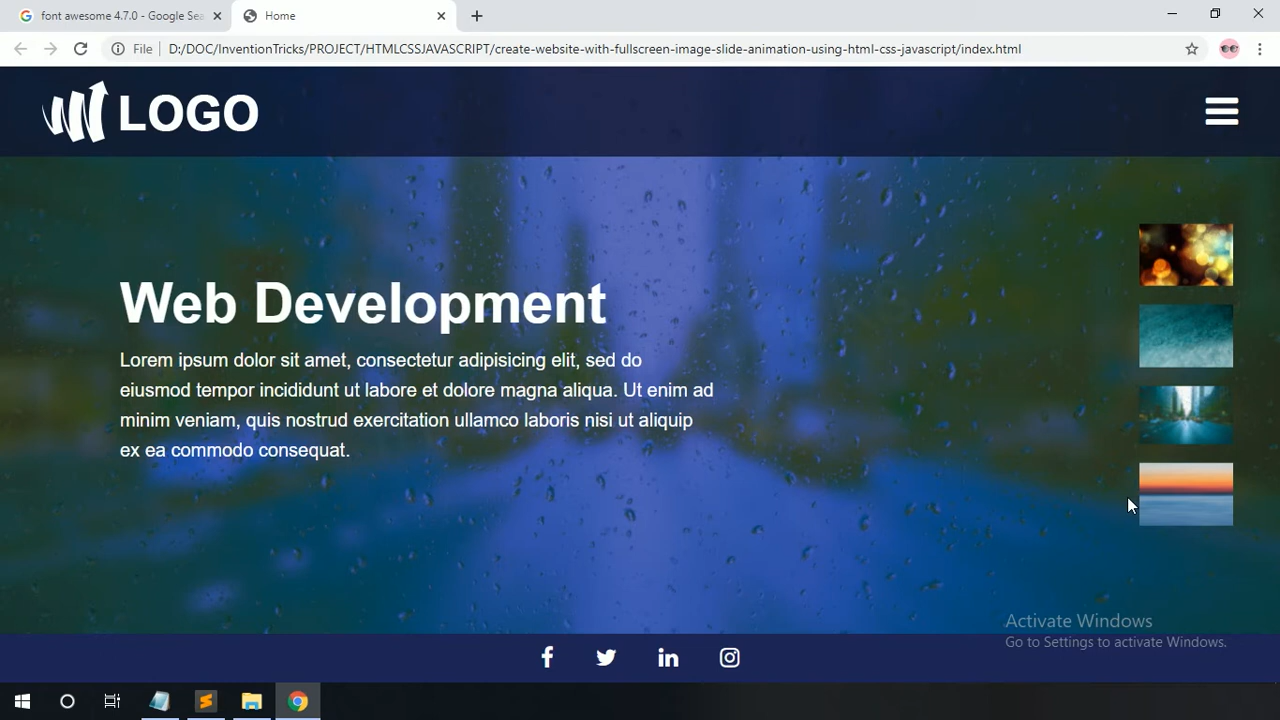 font awesome 4.7.0 - Google Sea
Home
File
D:/DOC/InventionTricks/PROJECT/HTMLCSSJAVASCRIPT/create-website-with-fullscreen-image-slide-animation-using-html-css-javascript/index.html
LOGO
Web Development
Lorem ipsum dolor sit amet, consectetur adipisicing elit, sed do
eiusmod tempor incididunt ut labore et dolore magna aliqua. Ut enim ad
minim veniam, quis nostrud exercitation ullamco laboris nisi ut aliquip
ex ea commodo consequat.
Activate Windows
Go to Settings to activate Windows.